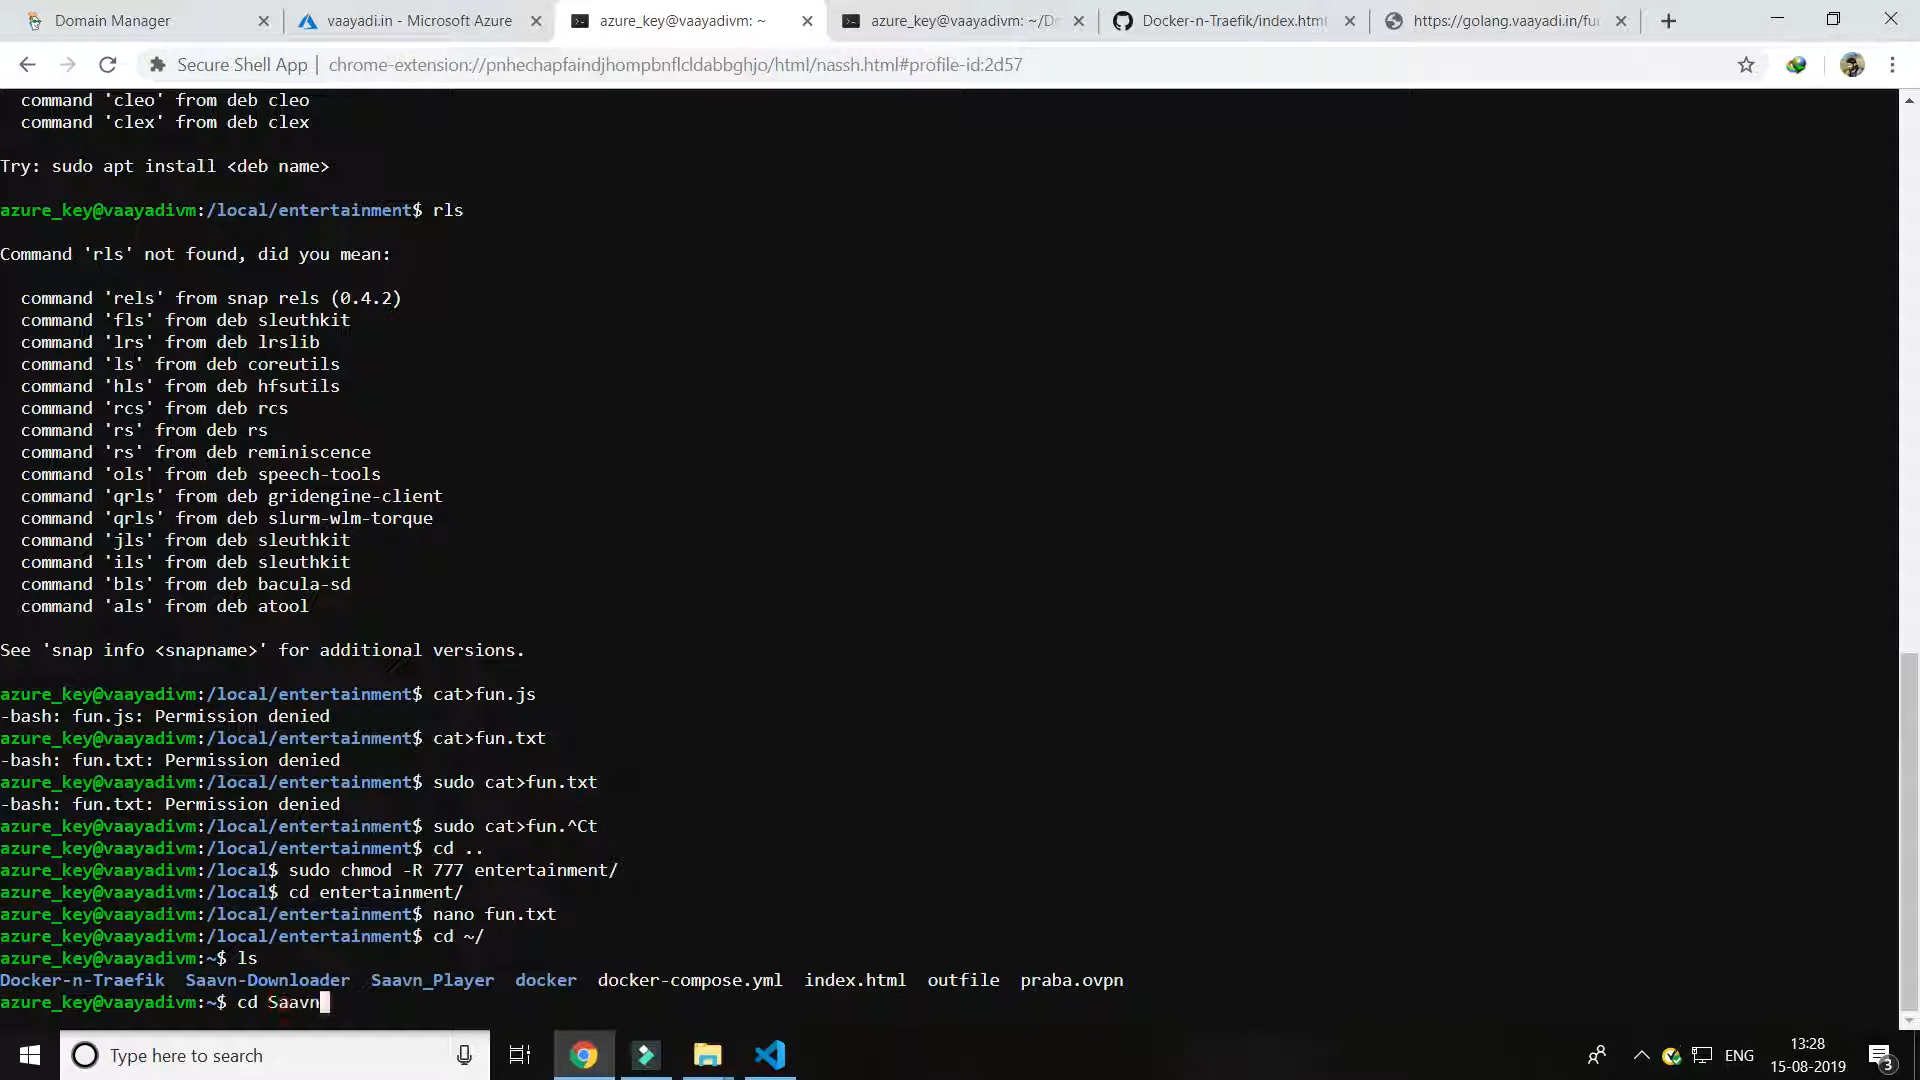 Domain Manager
vaayadi.in - Microsoft Azure
azure_key@vaayadivm: ~
azure_key@vaayadivm: ~/D
Docker-n-Traefik/index.html
https://golang.vaayadi.in/fu
Secure Shell App | chrome-extension://pnhechapfaindjhompbnflcldabbghjo/html/nassh.html#profile-id:2d57
command 'cleo' from deb cleo
command 'clex' from deb clex
Try: sudo apt install <deb name>
azure_key@vaayadivm:/local/entertainment$ rls
Command 'rls' not found, did you mean:
command 'rels' from snap rels (0.4.2)
command 'fls' from deb sleuthkit
command 'lrs' from deb lrslib
command 'ls' from deb coreutils
command 'hls' from deb hfsutils
command 'rcs' from deb rcs
command 'rs' from deb rs
command 'rs' from deb reminiscence
command 'ols' from deb speech-tools
command 'qrls' from deb gridengine-client
command 'qrls' from deb slurm-wlm-torque
command 'jls' from deb sleuthkit
command 'ils' from deb sleuthkit
command 'bls' from deb bacula-sd
command 'als' from deb atool
See 'snap info <snapname>' for additional versions.
azure_key@vaayadivm:/local/entertainment$ cat>fun.js
-bash: fun.js: Permission denied
azure_key@vaayadivm:/local/entertainment$ cat>fun.txt
-bash: fun.txt: Permission denied
azure_key@vaayadivm:/local/entertainment$ sudo cat>fun.txt
-bash: fun.txt: Permission denied
azure_key@vaayadivm:/local/entertainment$ sudo cat>fun.^Ct
azure_key@vaayadivm:/local/entertainment$ cd ..
azure_key@vaayadivm:/local$ sudo chmod -R 777 entertainment/
azure_key@vaayadivm:/local$ cd entertainment/
azure_key@vaayadivm:/local/entertainment$ nano fun.txt
azure_key@vaayadivm:/local/entertainment$ cd ~/
azure_key@vaayadivm:~$ ls
Docker-n-Traefik Saavn-Downloader Saavn_Player docker docker-compose.yml index.html outfile praba.ovpn
azure_key@vaayadivm:~$ cd Saavn
Type here to search
ENG
13:28
15-08-2019
3